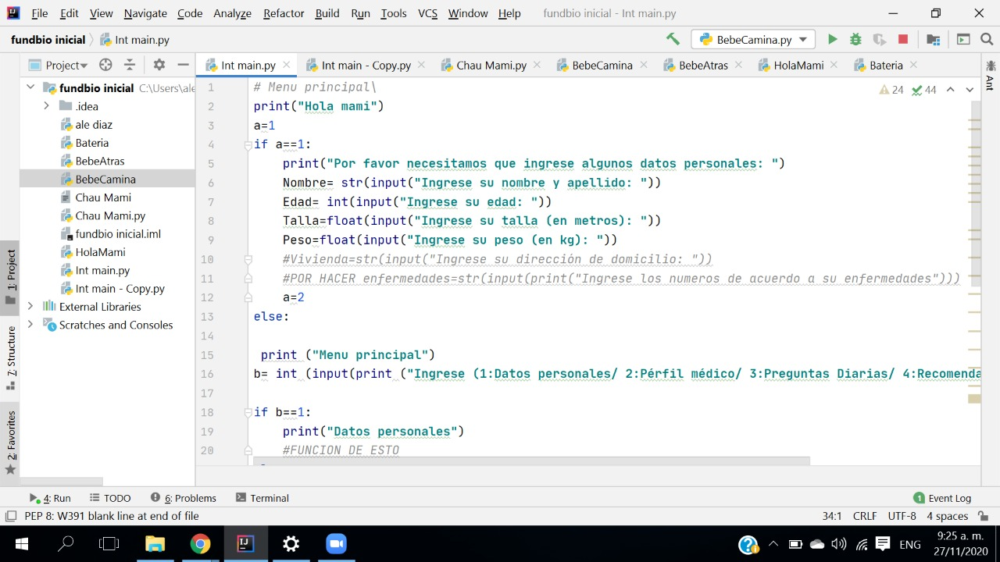 File Edit View Navigate Code Analyze Refactor Build Run Tools VCS Window Help fundbio inicial - Int main.py
fundbio inicial Int main.py BebeCamina.py
Project Int main.py Int main - Copy.py Chau Mami.py BebeCamina BebeAtras HolaMami Bateria
fundbio inicial C:\Users\ale
.idea
ale diaz
Bateria
BebeAtras
BebeCamina
Chau Mami
Chau Mami.py
fundbio inicial.iml
HolaMami
Int main.py
Int main - Copy.py
External Libraries
Scratches and Consoles
1: Project
7: Structure
2: Favorites
1 # Menu principal\
2 print("Hola mami")
3 a=1
4 if a==1:
5 print("Por favor necesitamos que ingrese algunos datos personales: ")
6 Nombre= str(input("Ingrese su nombre y apellido: "))
7 Edad= int(input("Ingrese su edad: "))
8 Talla=float(input("Ingrese su talla (en metros): "))
9 Peso=float(input("Ingrese su peso (en kg): "))
10 #Vivienda=str(input("Ingrese su dirección de domicilio: "))
11 #POR HACER enfermedades=str(input(print("Ingrese los numeros de acuerdo a su enfermedades")))
12 a=2
13 else:
14
15 print ("Menu principal")
16 b= int (input(print ("Ingrese (1:Datos personales/ 2:Pérfil médico/ 3:Preguntas Diarias/ 4:Recomenda
17
18 if b==1:
19 print("Datos personales")
20 #FUNCION DE ESTO
24 44
Ant
4: Run TODO 6: Problems Terminal 1 Event Log
PEP 8: W391 blank line at end of file 34:1 CRLF UTF-8 4 spaces
ENG 9:25 a. m.
27/11/2020